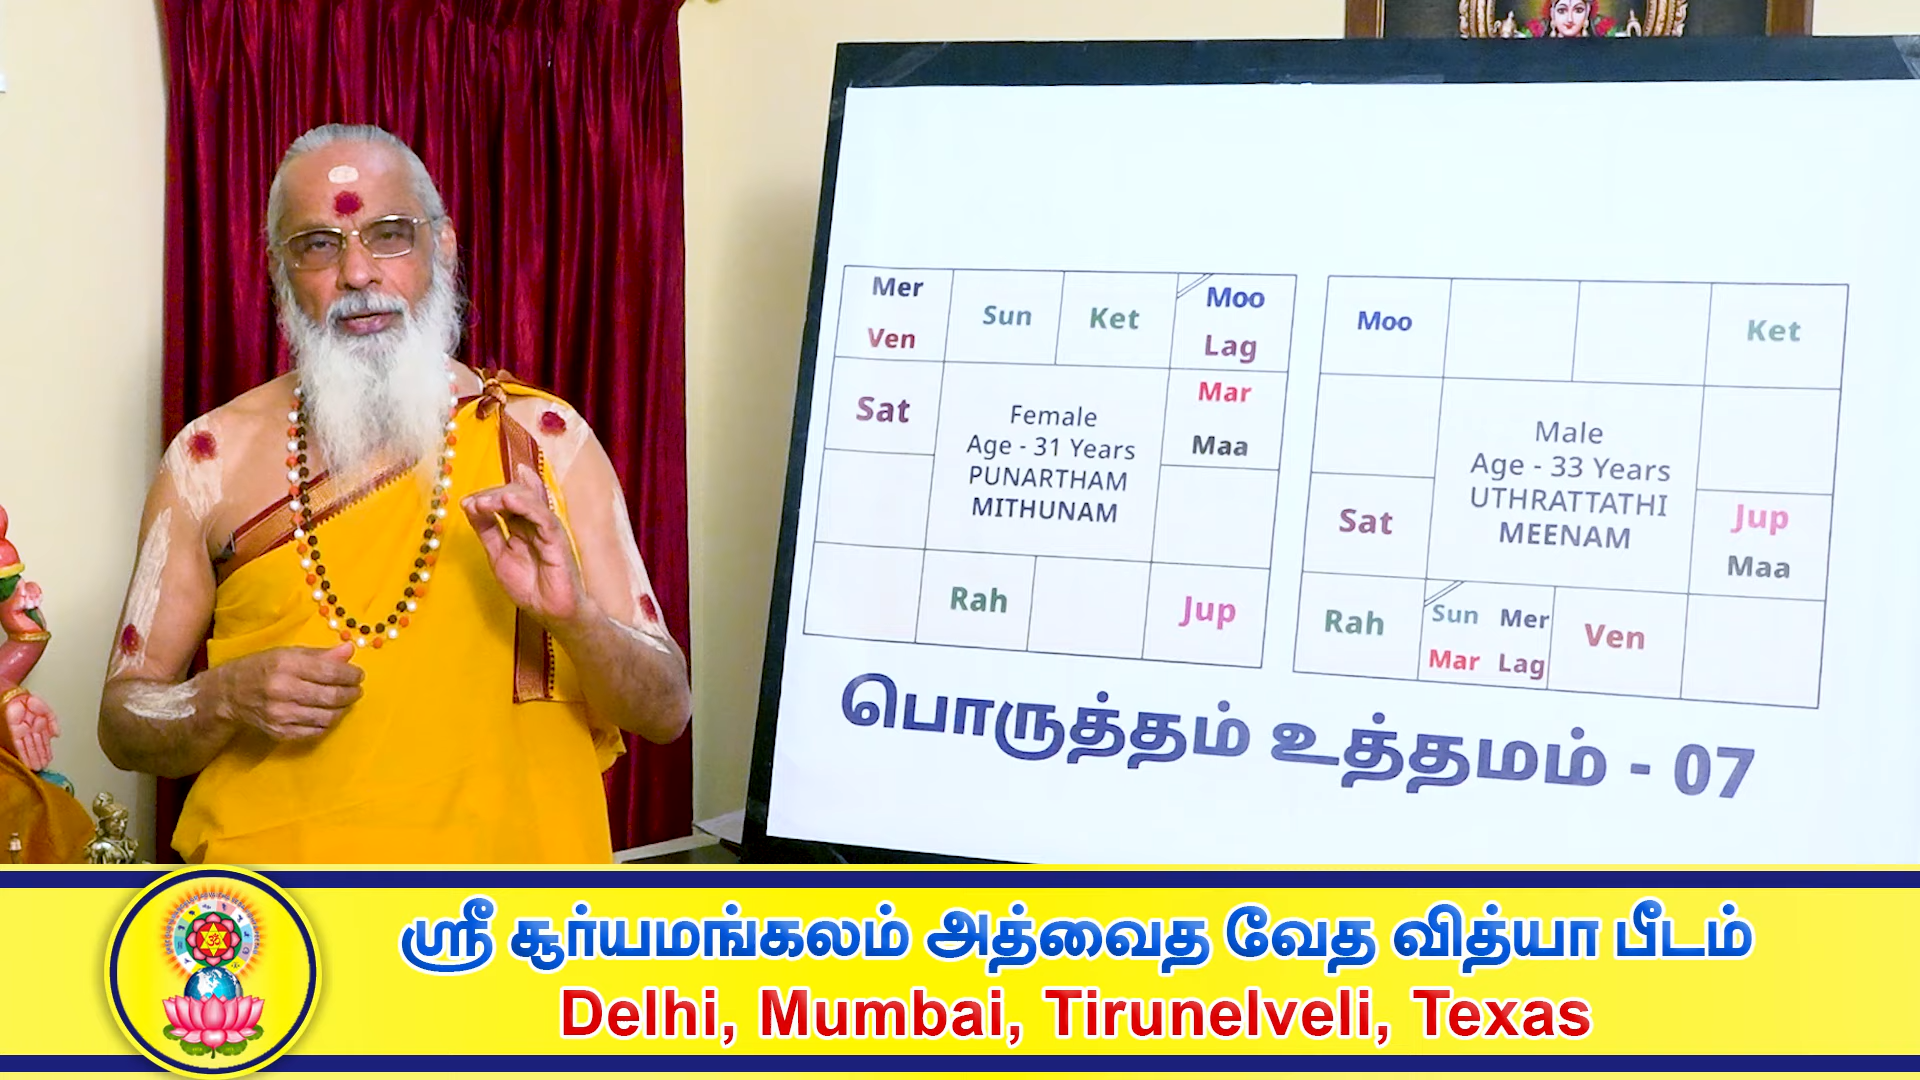 Mer
Ven
Sun
Ket
Moo
Lag
Sat
Mar
Maa
Female
Age - 31 Years
PUNARTHAM
MITHUNAM
Rah
Jup
Moo
Ket
Male
Age - 33 Years
UTHRATTATHI
MEENAM
Sat
Jup
Maa
Rah
Sun Mer
Mar Lag
Ven
பொருத்தம் உத்தமம் - 07
ஸ்ரீ சூர்யமங்கலம் அத்வைத வேத வித்யா பீடம்
Delhi, Mumbai, Tirunelveli, Texas